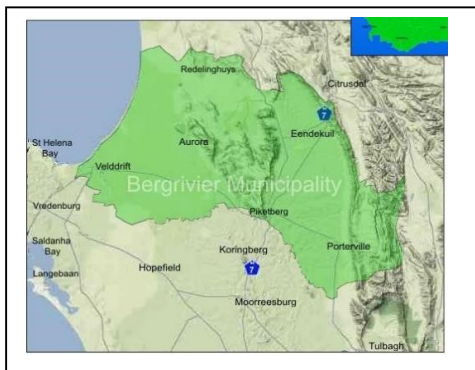 Redelinghuys
Citrusdal
7
Eendekuil
Aurora
St Helena
Bay
Velddrift
Bergrivier Municipality
Vredenburg
Piketberg
Saldanha
Bay
Koringberg
Porterville
Langebaan
Hopefield
7
Moorreesburg
Tulbagh